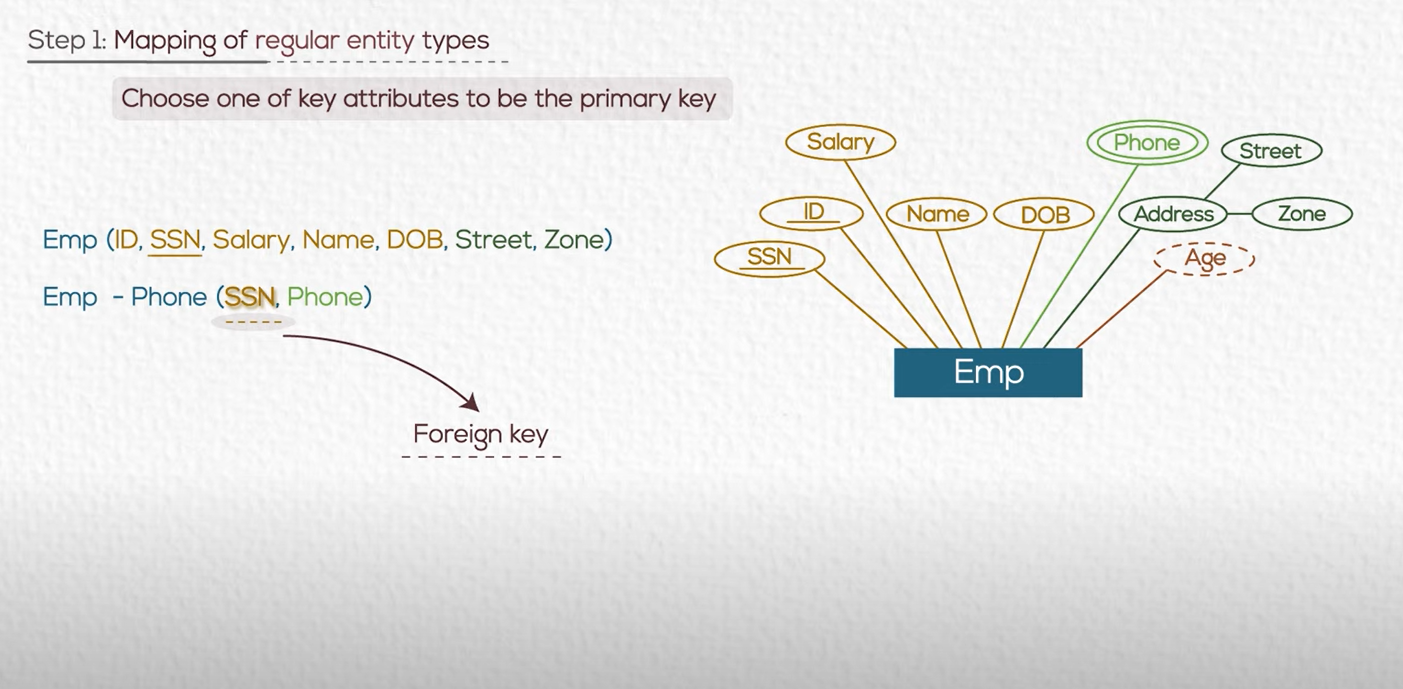 Step 1: Mapping of regular entity types
Choose one of key attributes to be the primary key
Salary
Phone
Street
ID
Name
DOB
Address
Zone
SSN
Age
Emp (ID, SSN, Salary, Name, DOB, Street, Zone)
Emp - Phone (SSN, Phone)
Emp
Foreign key